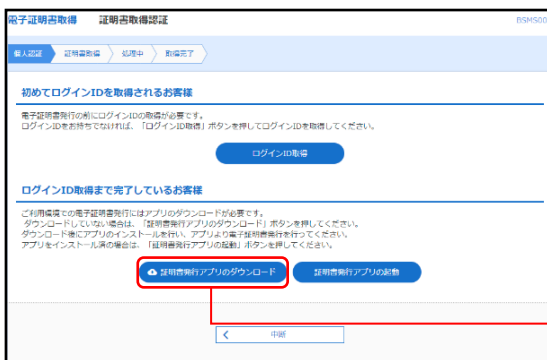 電子証明書取得　証明書取得認証
BSMS00
個人認証　証明書取得　処理中　取得完了
初めてログインIDを取得されるお客様
電子証明書発行の前にログインIDの取得が必要です。
ログインIDをお持ちでなければ、「ログインID取得」ボタンを押してログインIDを取得してください。
ログインID取得
ログインID取得まで完了しているお客様
ご利用環境での電子証明書発行にはアプリのダウンロードが必要です。
ダウンロードしていない場合は、「証明書発行アプリのダウンロード」ボタンを押してください。
ダウンロード後にアプリのインストールを行い、アプリより電子証明書発行を行ってください。
アプリをインストール済の場合は、「証明書発行アプリの起動」ボタンを押してください。
証明書発行アプリのダウンロード　証明書発行アプリの起動
中断